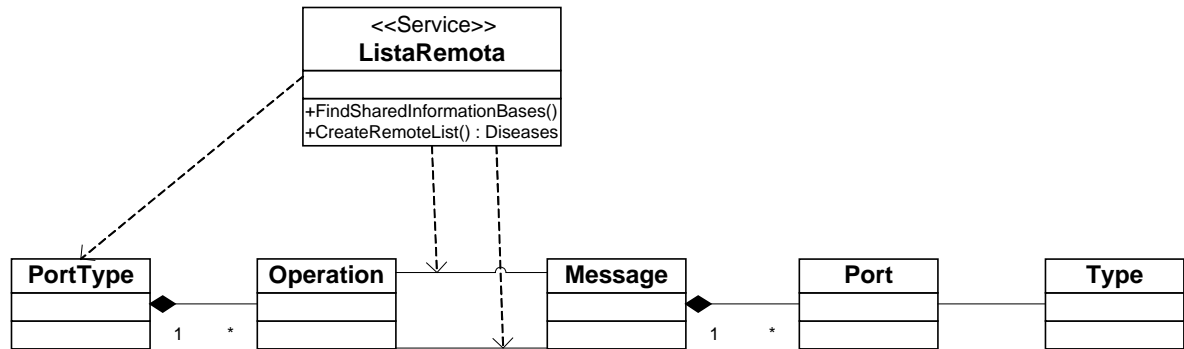 <<Service>>
ListaRemota
+FindSharedInformationBases()
+CreateRemoteList() : Diseases
PortType
Operation
Message
Port
Type
1
*
1
*